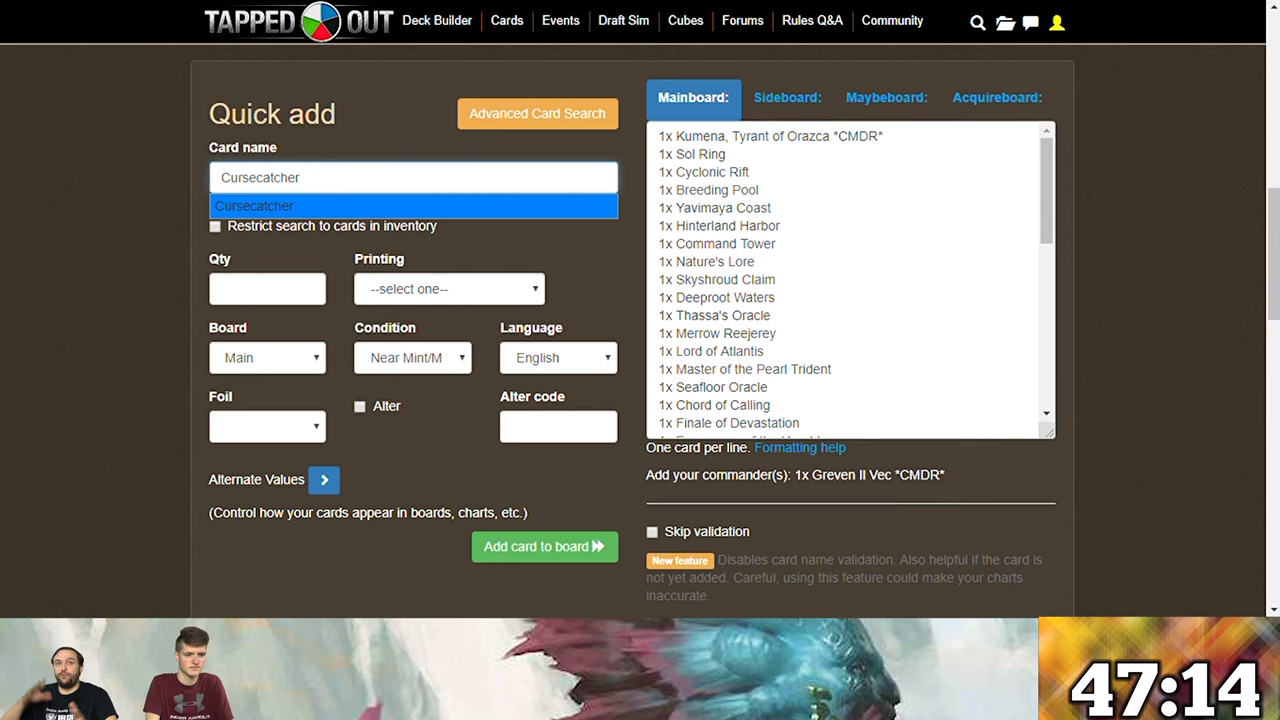 TAPPED OUT Deck Builder Cards Events Draft Sim Cubes Forums Rules Q&A Community
Quick add
Advanced Card Search
Card name
Cursecatcher
Cursecatcher
Restrict search to cards in inventory
Qty Printing
--select one--
Board Condition Language
Main Near Mint/M English
Foil Alter Alter code
Alternate Values
(Control how your cards appear in boards, charts, etc.)
Add card to board
Mainboard: Sideboard: Maybeboard: Acquireboard:
1x Kumena, Tyrant of Orazca *CMDR*
1x Sol Ring
1x Cyclonic Rift
1x Breeding Pool
1x Yavimaya Coast
1x Hinterland Harbor
1x Command Tower
1x Nature's Lore
1x Skyshroud Claim
1x Deeproot Waters
1x Thassa's Oracle
1x Merrow Reejerey
1x Lord of Atlantis
1x Master of the Pearl Trident
1x Seafloor Oracle
1x Chord of Calling
1x Finale of Devastation
One card per line. Formatting help
Add your commander(s): 1x Greven Il Vec *CMDR*
Skip validation
New feature Disables card name validation. Also helpful if the card is
not yet added. Careful, using this feature could make your charts
inaccurate.
UNDER ARMOUR
47:14